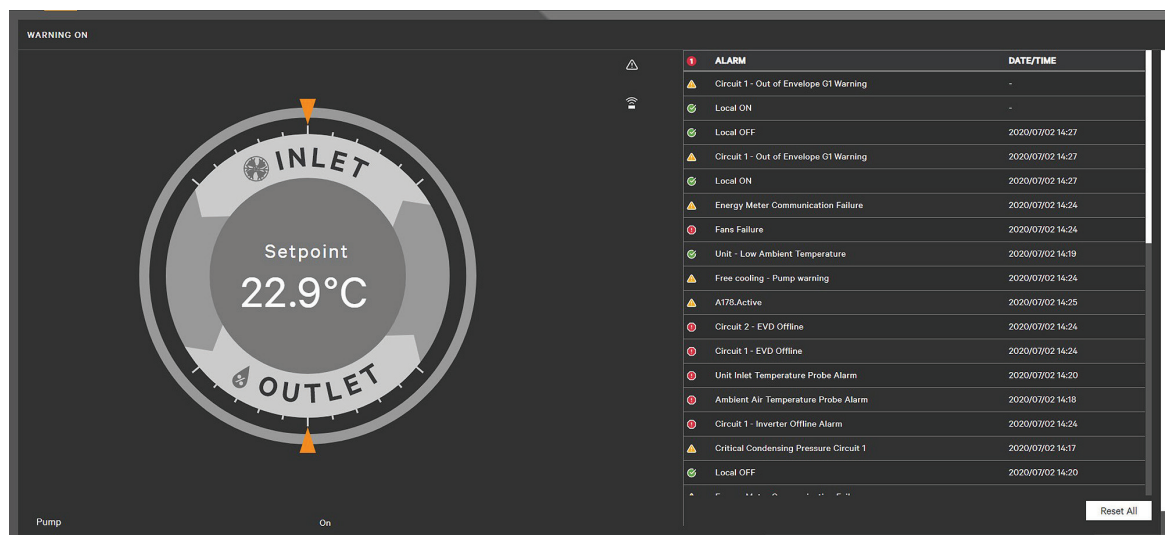 WARNING ON
INLET
Setpoint
22.9°C
OUTLET
Pump On
1 ALARM DATE/TIME
Circuit 1 - Out of Envelope G1 Warning -
Local ON -
Local OFF 2020/07/02 14:27
Circuit 1 - Out of Envelope G1 Warning 2020/07/02 14:27
Local ON 2020/07/02 14:27
Energy Meter Communication Failure 2020/07/02 14:24
Fans Failure 2020/07/02 14:24
Unit - Low Ambient Temperature 2020/07/02 14:19
Free cooling - Pump warning 2020/07/02 14:24
A178.Active 2020/07/02 14:25
Circuit 2 - EVD Offline 2020/07/02 14:24
Circuit 1 - EVD Offline 2020/07/02 14:24
Unit Inlet Temperature Probe Alarm 2020/07/02 14:20
Ambient Air Temperature Probe Alarm 2020/07/02 14:18
Circuit 1 - Inverter Offline Alarm 2020/07/02 14:24
Critical Condensing Pressure Circuit 1 2020/07/02 14:17
Local OFF 2020/07/02 14:20
Reset All